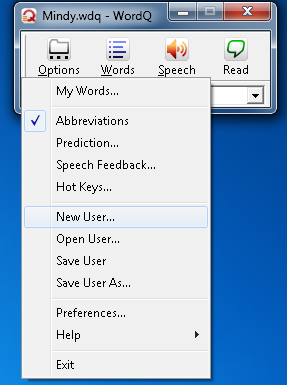 Mindy.wdq - WordQ
Options Words Speech Read
My Words...
Abbreviations
Prediction...
Speech Feedback...
Hot Keys...
New User...
Open User...
Save User
Save User As...
Preferences...
Help
Exit